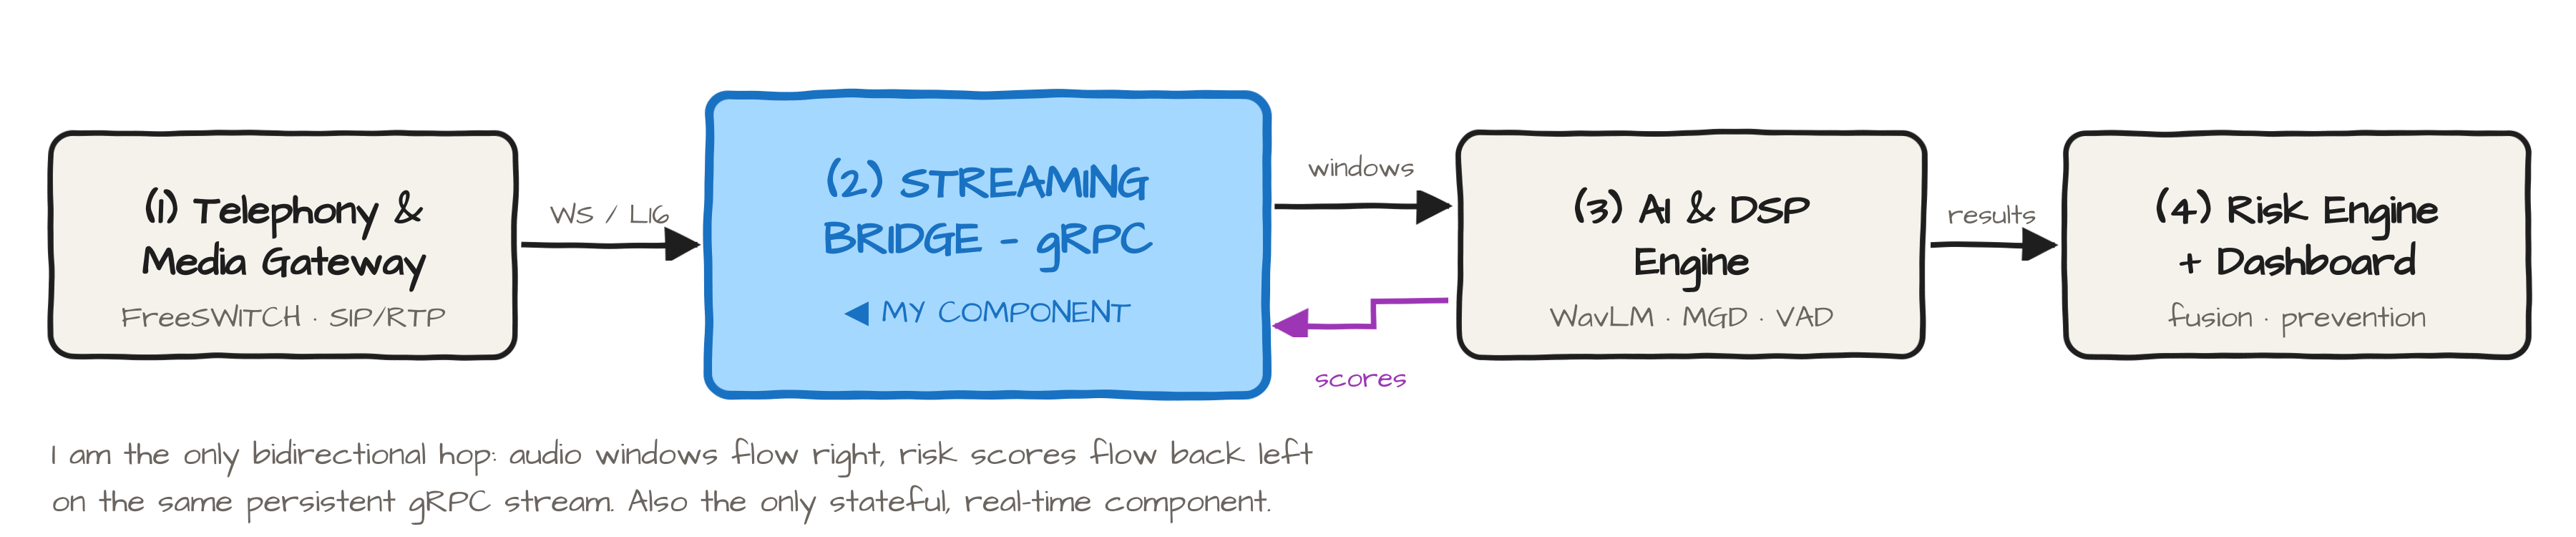 (1) Telephony &
Media Gateway
FreeSWITCH · SIP/RTP
WS / L16
(2) STREAMING
BRIDGE - gRPC
◀ MY COMPONENT
windows
scores
(3) AI & DSP
Engine
WavLM · MGD · VAD
results
(4) Risk Engine
+ Dashboard
fusion · prevention
I am the only bidirectional hop: audio windows flow right, risk scores flow back left
on the same persistent gRPC stream. Also the only stateful, real-time component.